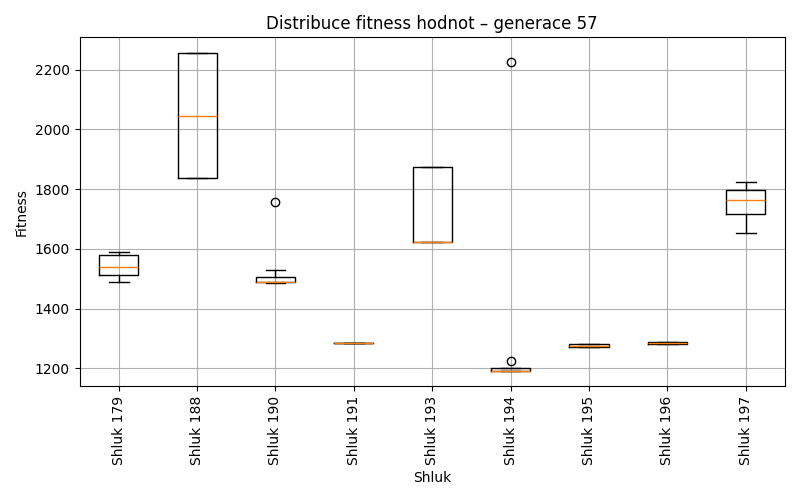 Distribuce fitness hodnot – generace 57
Fitness
2200
2000
1800
1600
1400
1200
Shluk 179
Shluk 188
Shluk 190
Shluk 191
Shluk 193
Shluk 194
Shluk 195
Shluk 196
Shluk 197
Shluk